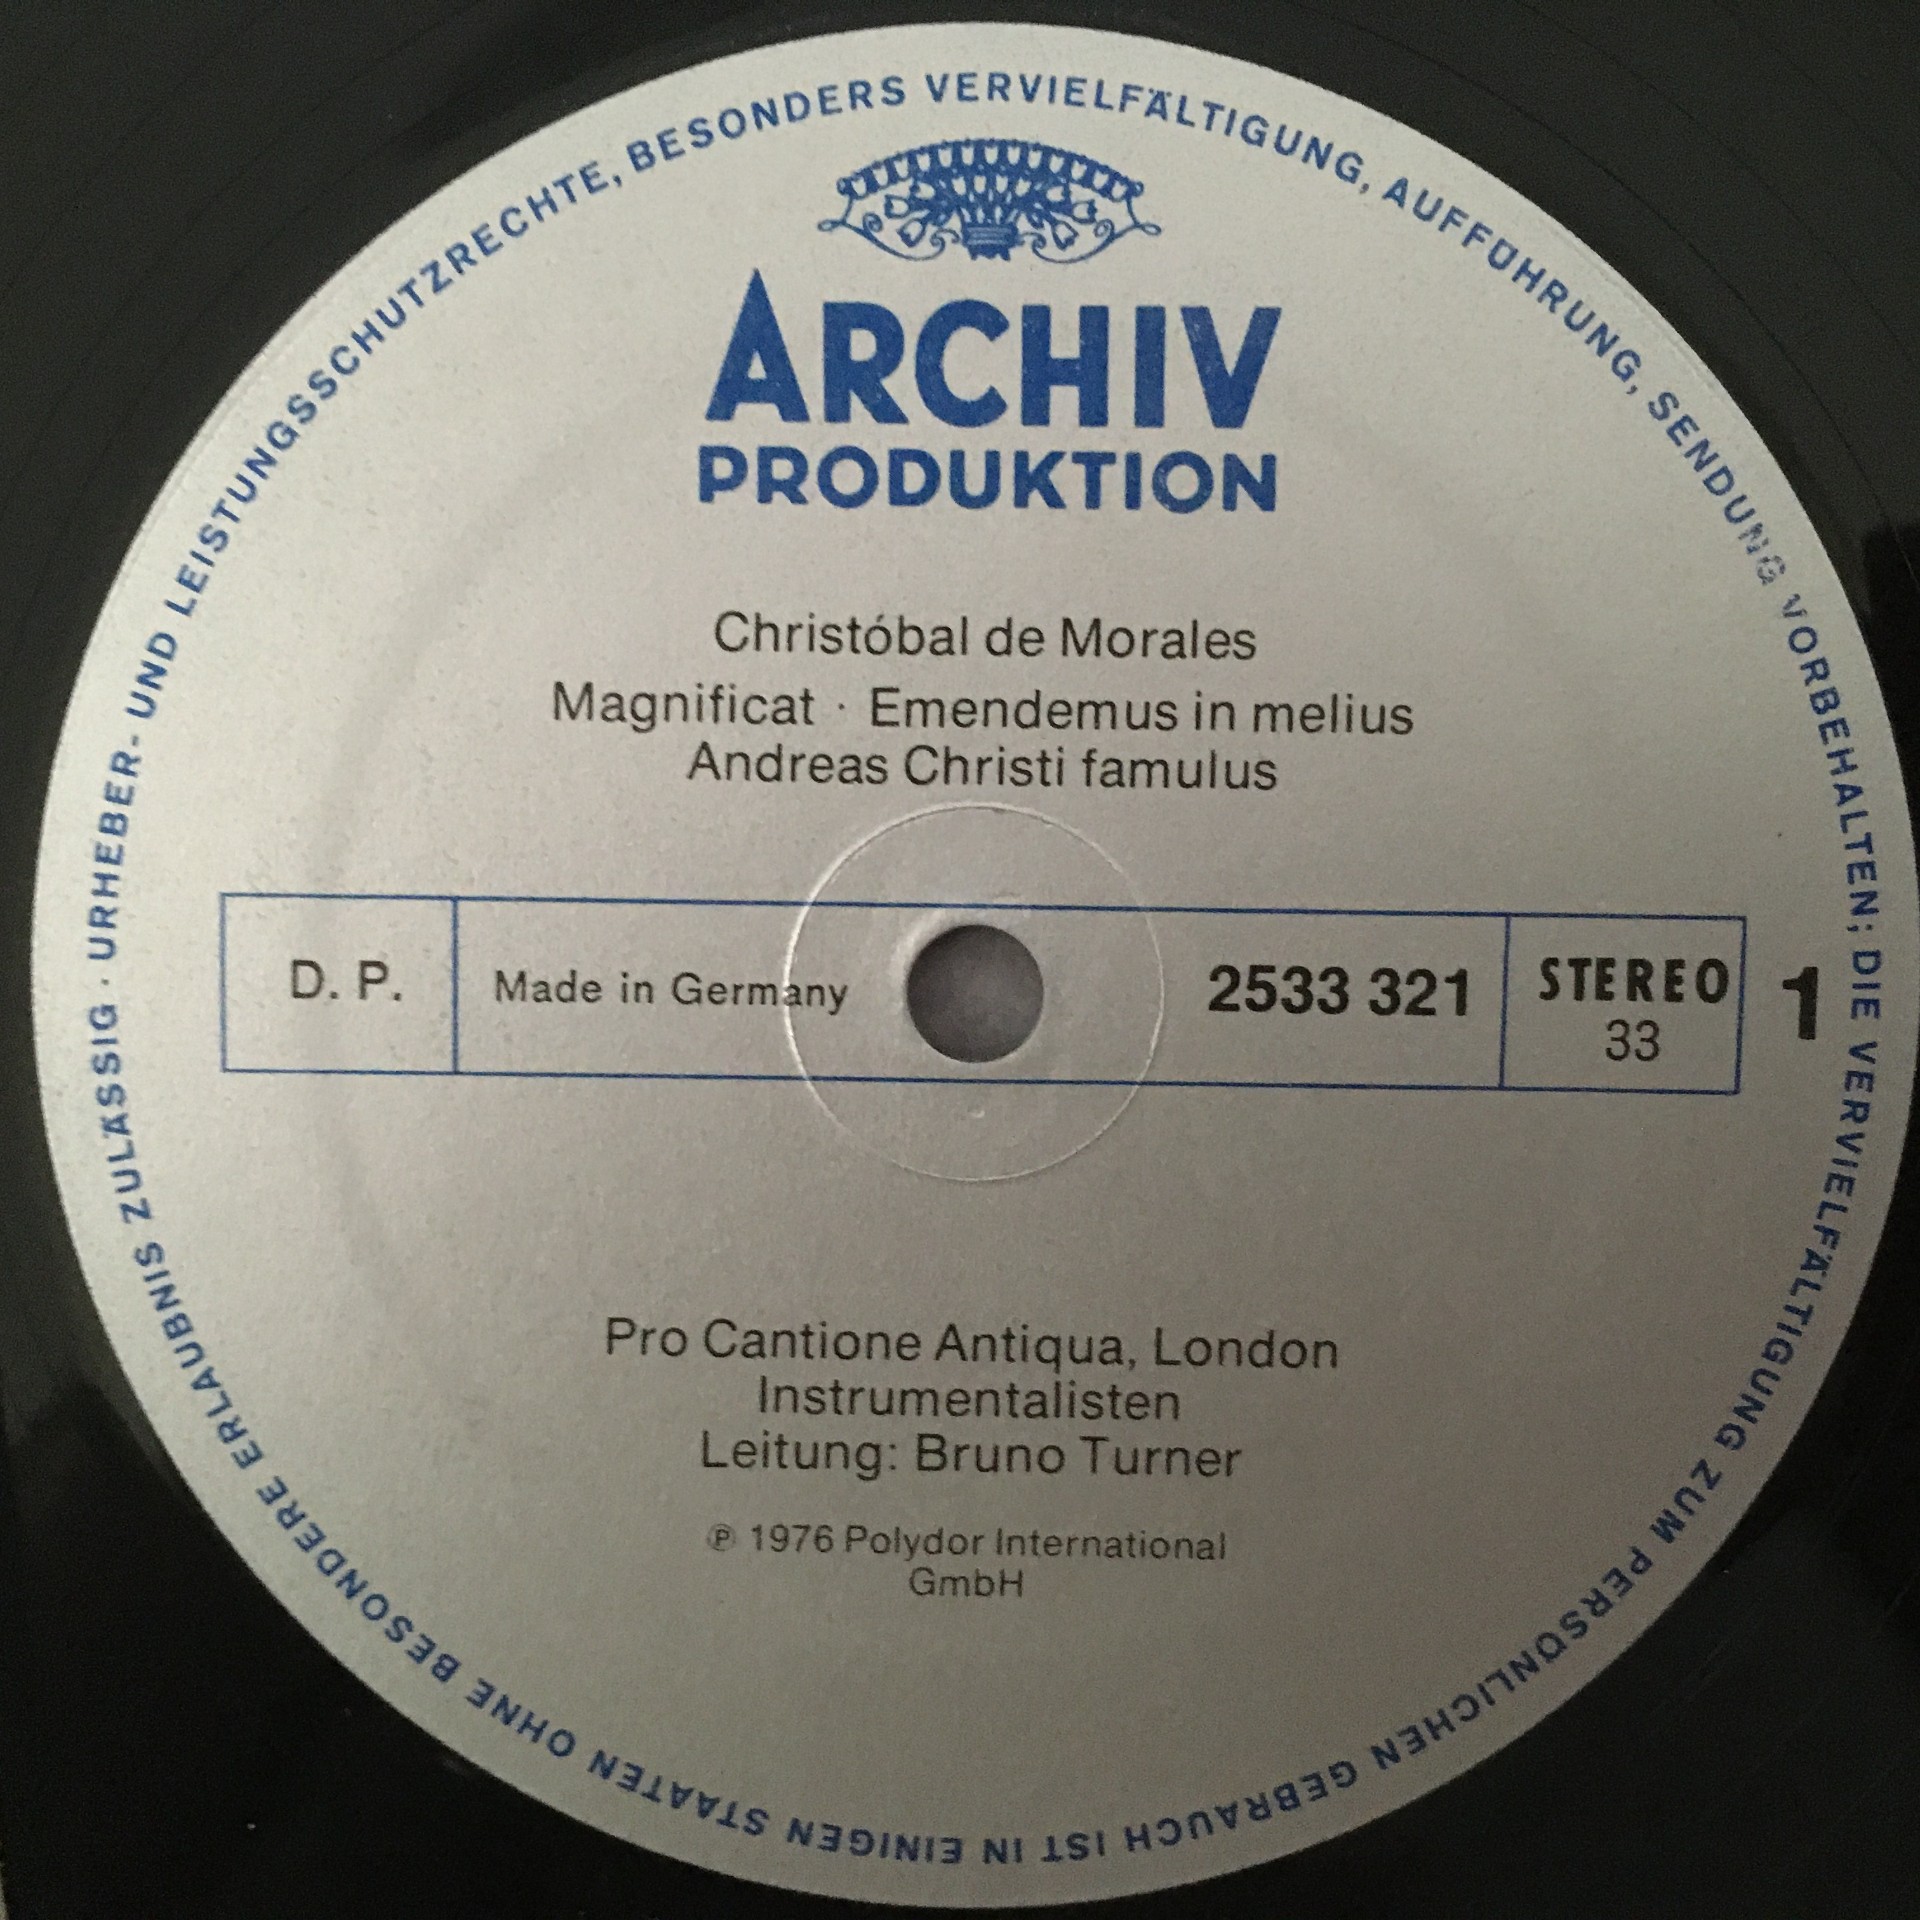 URHEBER- UND LEISTUNGSSCHUTZRECHTE, BESONDERS VERVIELFÄLTIGUNG, AUFFÜHRUNG, SENDUNG VORBEHALTEN; DIE VERVIELFÄLTIGUNG ZUM PERSÖNLICHEN GEBRAUCH IST IN EINIGEN STAATEN OHNE BESONDERE ERLAUBNIS ZULÄSSIG ·
ARCHIV
PRODUKTION
Christóbal de Morales
Magnificat · Emendemus in melius
Andreas Christi famulus
D. P.
Made in Germany
2533 321
STEREO
33
1
Pro Cantione Antiqua, London
Instrumentalisten
Leitung: Bruno Turner
℗ 1976 Polydor International
GmbH